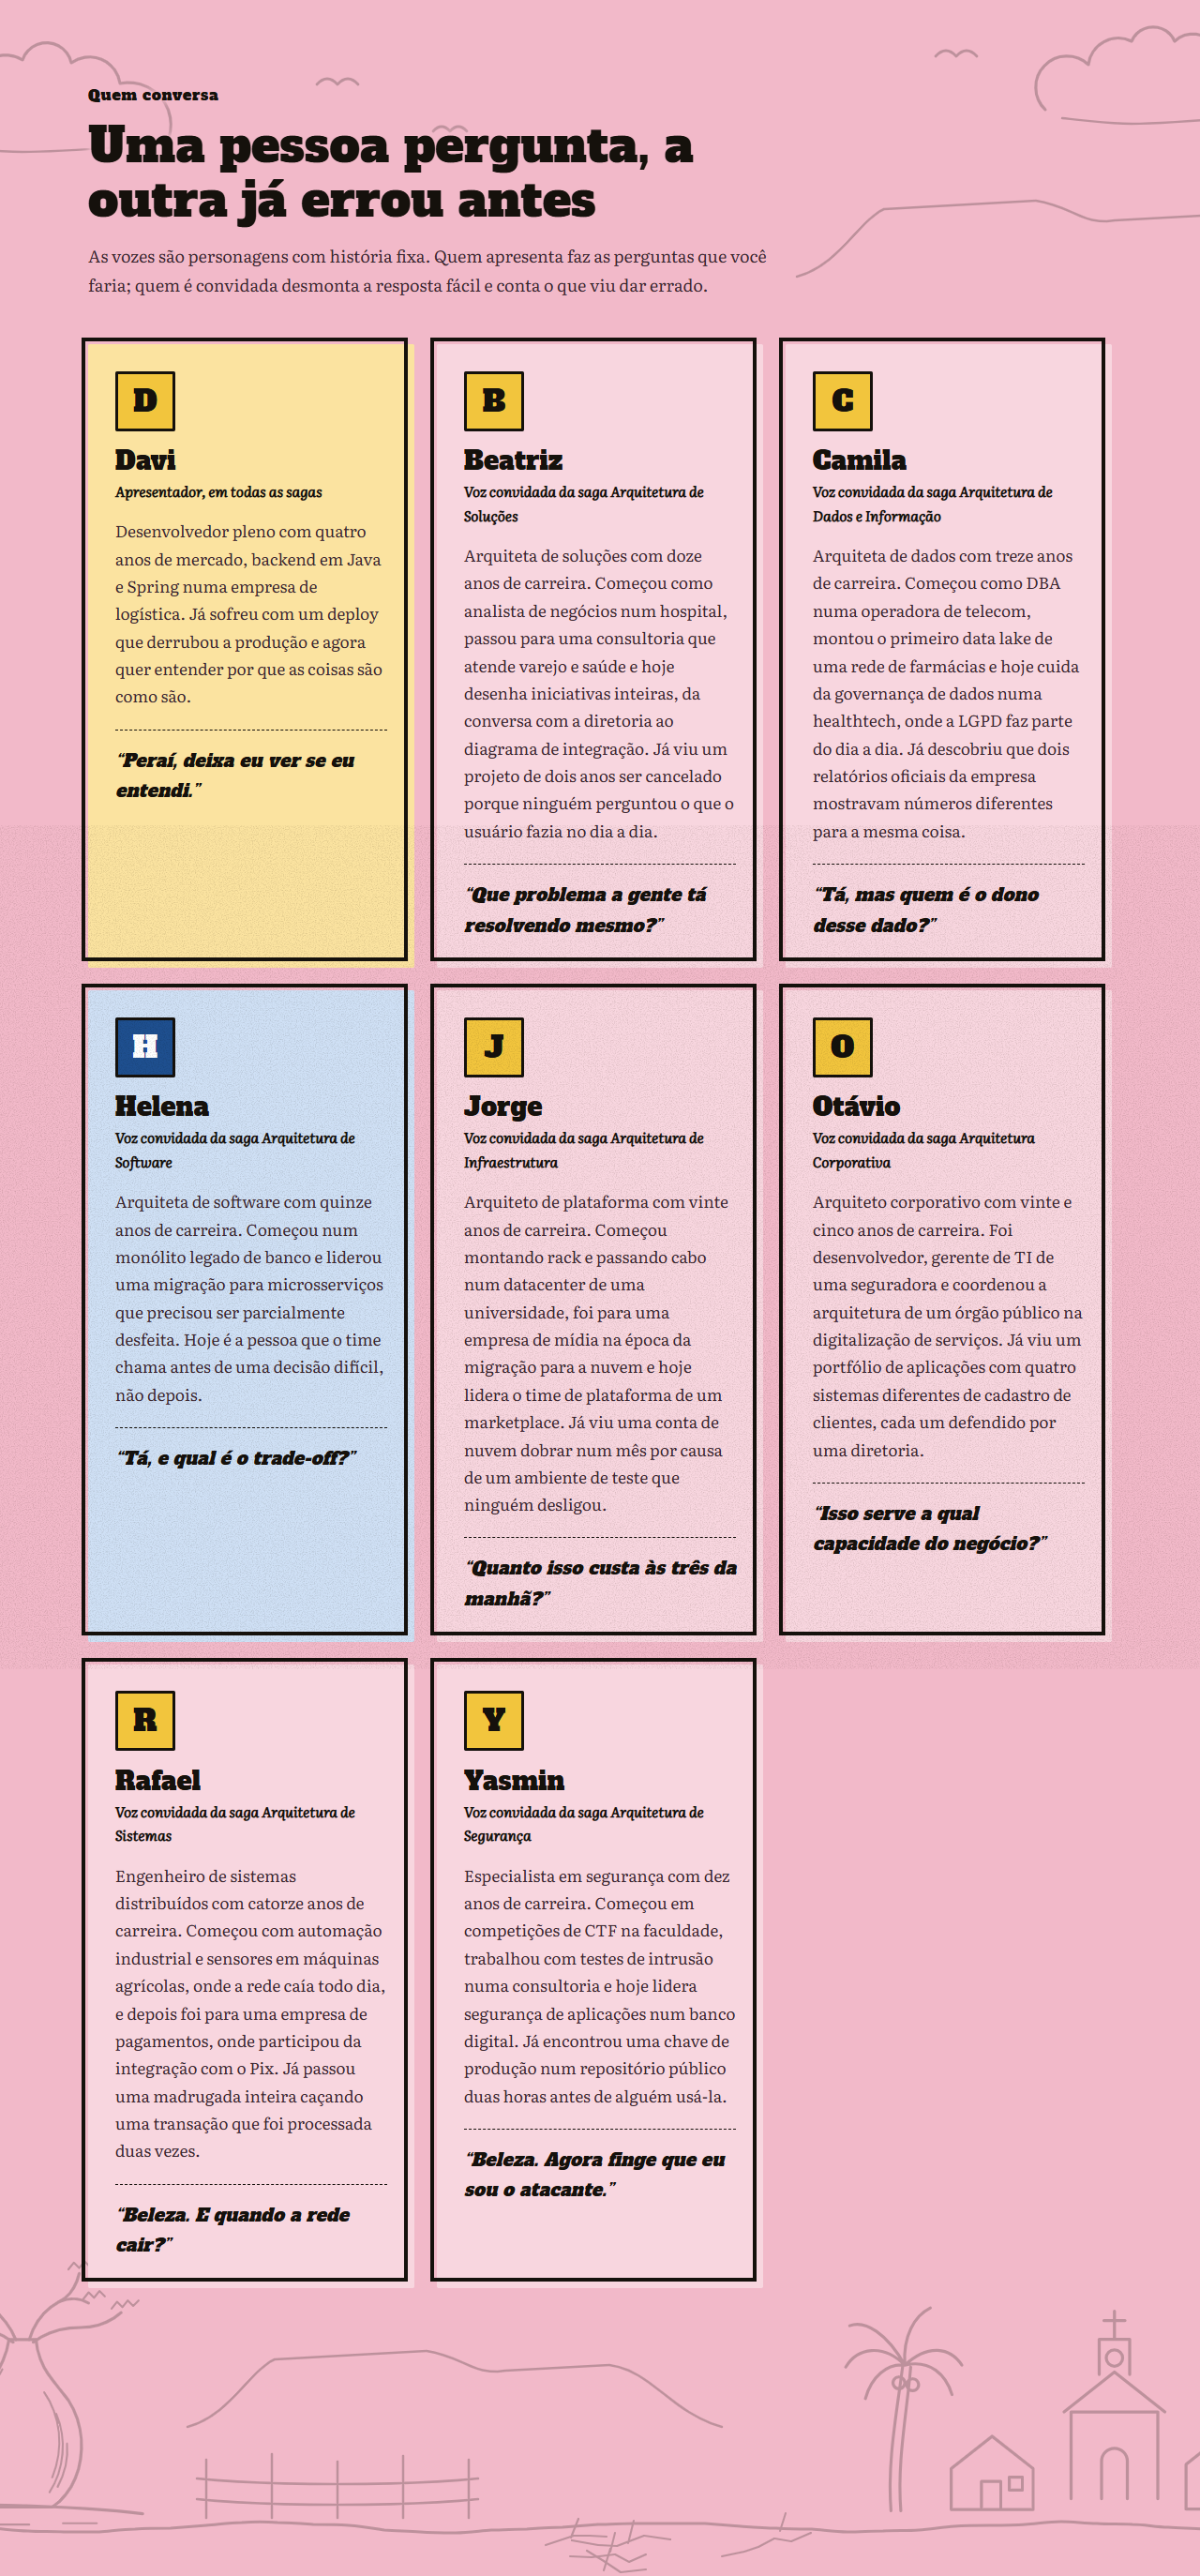 Quem conversa
Uma pessoa pergunta, a
outra já errou antes
As vozes são personagens com história fixa. Quem apresenta faz as perguntas que você
faria; quem é convidada desmonta a resposta fácil e conta o que viu dar errado.
D
Davi
Apresentador, em todas as sagas
Desenvolvedor pleno com quatro
anos de mercado, backend em Java
e Spring numa empresa de
logística. Já sofreu com um deploy
que derrubou a produção e agora
quer entender por que as coisas são
como são.
“Peraí, deixa eu ver se eu
entendi.”
B
Beatriz
Voz convidada da saga Arquitetura de
Soluções
Arquiteta de soluções com doze
anos de carreira. Começou como
analista de negócios num hospital,
passou para uma consultoria que
atende varejo e saúde e hoje
desenha iniciativas inteiras, da
conversa com a diretoria ao
diagrama de integração. Já viu um
projeto de dois anos ser cancelado
porque ninguém perguntou o que o
usuário fazia no dia a dia.
“Que problema a gente tá
resolvendo mesmo?”
C
Camila
Voz convidada da saga Arquitetura de
Dados e Informação
Arquiteta de dados com treze anos
de carreira. Começou como DBA
numa operadora de telecom,
montou o primeiro data lake de
uma rede de farmácias e hoje cuida
da governança de dados numa
healthtech, onde a LGPD faz parte
do dia a dia. Já descobriu que dois
relatórios oficiais da empresa
mostravam números diferentes
para a mesma coisa.
“Tá, mas quem é o dono
desse dado?”
H
Helena
Voz convidada da saga Arquitetura de
Software
Arquiteta de software com quinze
anos de carreira. Começou num
monólito legado de banco e liderou
uma migração para microsserviços
que precisou ser parcialmente
desfeita. Hoje é a pessoa que o time
chama antes de uma decisão difícil,
não depois.
“Tá, e qual é o trade-off?”
J
Jorge
Voz convidada da saga Arquitetura de
Infraestrutura
Arquiteto de plataforma com vinte
anos de carreira. Começou
montando rack e passando cabo
num datacenter de uma
universidade, foi para uma
empresa de mídia na época da
migração para a nuvem e hoje
lidera o time de plataforma de um
marketplace. Já viu uma conta de
nuvem dobrar num mês por causa
de um ambiente de teste que
ninguém desligou.
“Quanto isso custa às três da
manhã?”
O
Otávio
Voz convidada da saga Arquitetura
Corporativa
Arquiteto corporativo com vinte e
cinco anos de carreira. Foi
desenvolvedor, gerente de TI de
uma seguradora e coordenou a
arquitetura de um órgão público na
digitalização de serviços. Já viu um
portfólio de aplicações com quatro
sistemas diferentes de cadastro de
clientes, cada um defendido por
uma diretoria.
“Isso serve a qual
capacidade do negócio?”
R
Rafael
Voz convidada da saga Arquitetura de
Sistemas
Engenheiro de sistemas
distribuídos com catorze anos de
carreira. Começou com automação
industrial e sensores em máquinas
agrícolas, onde a rede caía todo dia,
e depois foi para uma empresa de
pagamentos, onde participou da
integração com o Pix. Já passou
uma madrugada inteira caçando
uma transação que foi processada
duas vezes.
“Beleza. E quando a rede
cair?”
Y
Yasmin
Voz convidada da saga Arquitetura de
Segurança
Especialista em segurança com dez
anos de carreira. Começou em
competições de CTF na faculdade,
trabalhou com testes de intrusão
numa consultoria e hoje lidera
segurança de aplicações num banco
digital. Já encontrou uma chave de
produção num repositório público
duas horas antes de alguém usá-la.
“Beleza. Agora finge que eu
sou o atacante.”